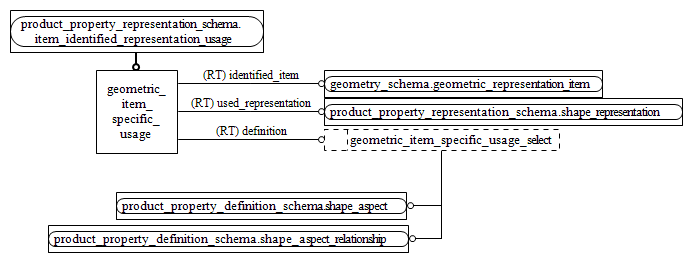 product_property_representation_schema.
item_identified_representation_usage
geometric_
item_
specific_
usage
(RT) identified_item
geometry_schema.geometric_representation_item
(RT) used_representation
product_property_representation_schema.shape_representation
(RT) definition
geometric_item_specific_usage_select
product_property_definition_schema.shape_aspect
product_property_definition_schema.shape_aspect_relationship